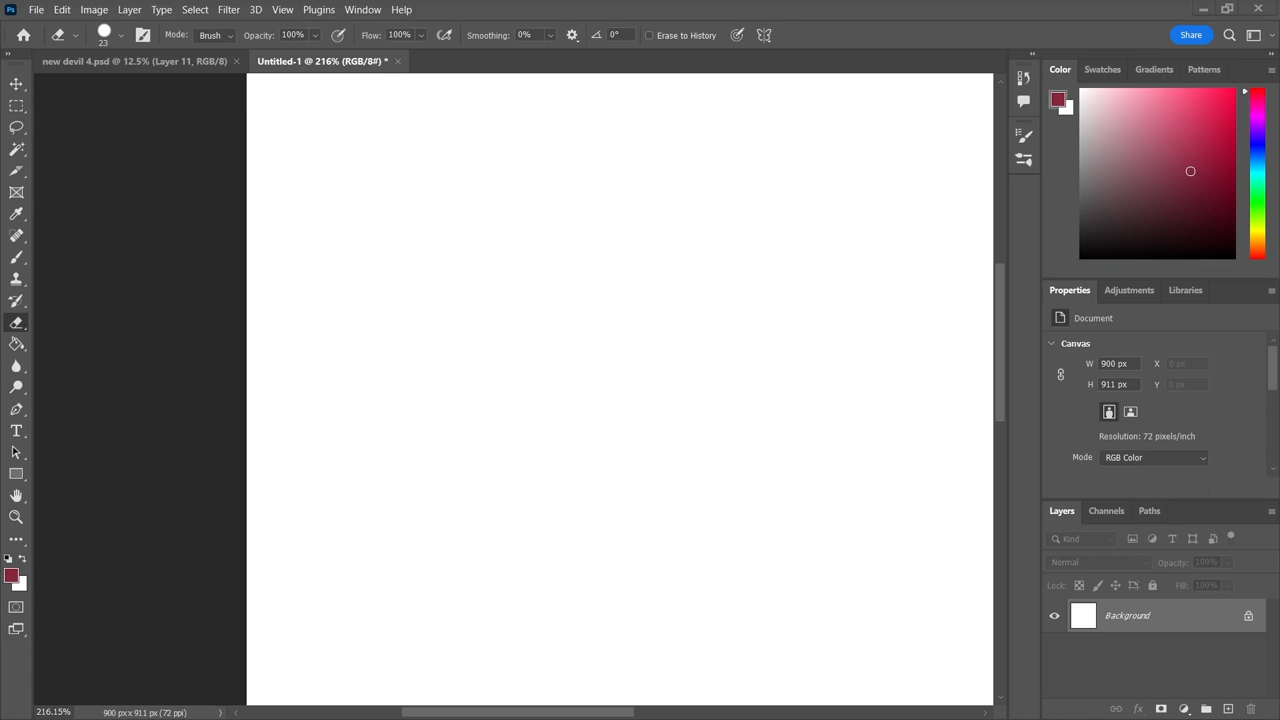 Ps File Edit Image Layer Type Select Filter 3D View Plugins Window Help
23 Mode: Brush Opacity: 100% Flow: 100% Smoothing: 0% 0° Erase to History Share
new devil 4.psd @ 12.5% (Layer 11, RGB/8) Untitled-1 @ 216% (RGB/8#) *
Color Swatches Gradients Patterns
Properties Adjustments Libraries
Document
Canvas
W 900 px X 0 px
H 911 px Y 0 px
Resolution: 72 pixels/inch
Mode RGB Color
Layers Channels Paths
Kind
Normal Opacity: 100%
Lock: Fill: 100%
Background
T
216.15% 900 px x 911 px (72 ppi)